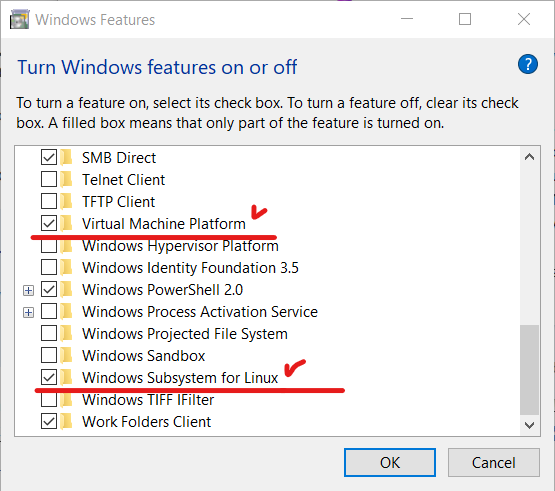 Windows Features
Turn Windows features on or off
To turn a feature on, select its check box. To turn a feature off, clear its check
box. A filled box means that only part of the feature is turned on.
SMB Direct
Telnet Client
TFTP Client
Virtual Machine Platform
Windows Hypervisor Platform
Windows Identity Foundation 3.5
Windows PowerShell 2.0
Windows Process Activation Service
Windows Projected File System
Windows Sandbox
Windows Subsystem for Linux
Windows TIFF IFilter
Work Folders Client
OK Cancel